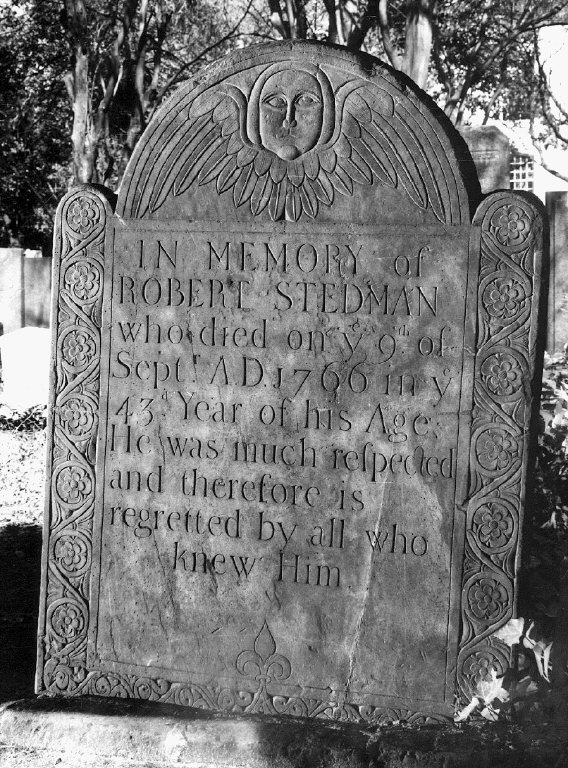 IN MEMORY of
ROBERT STEDMAN
who died on yᵉ 9th of
Septr A.D. 1766 in yᵉ
43d Year of his Age.
He was much reſpected
and therefore is
regretted by all who
knew Him